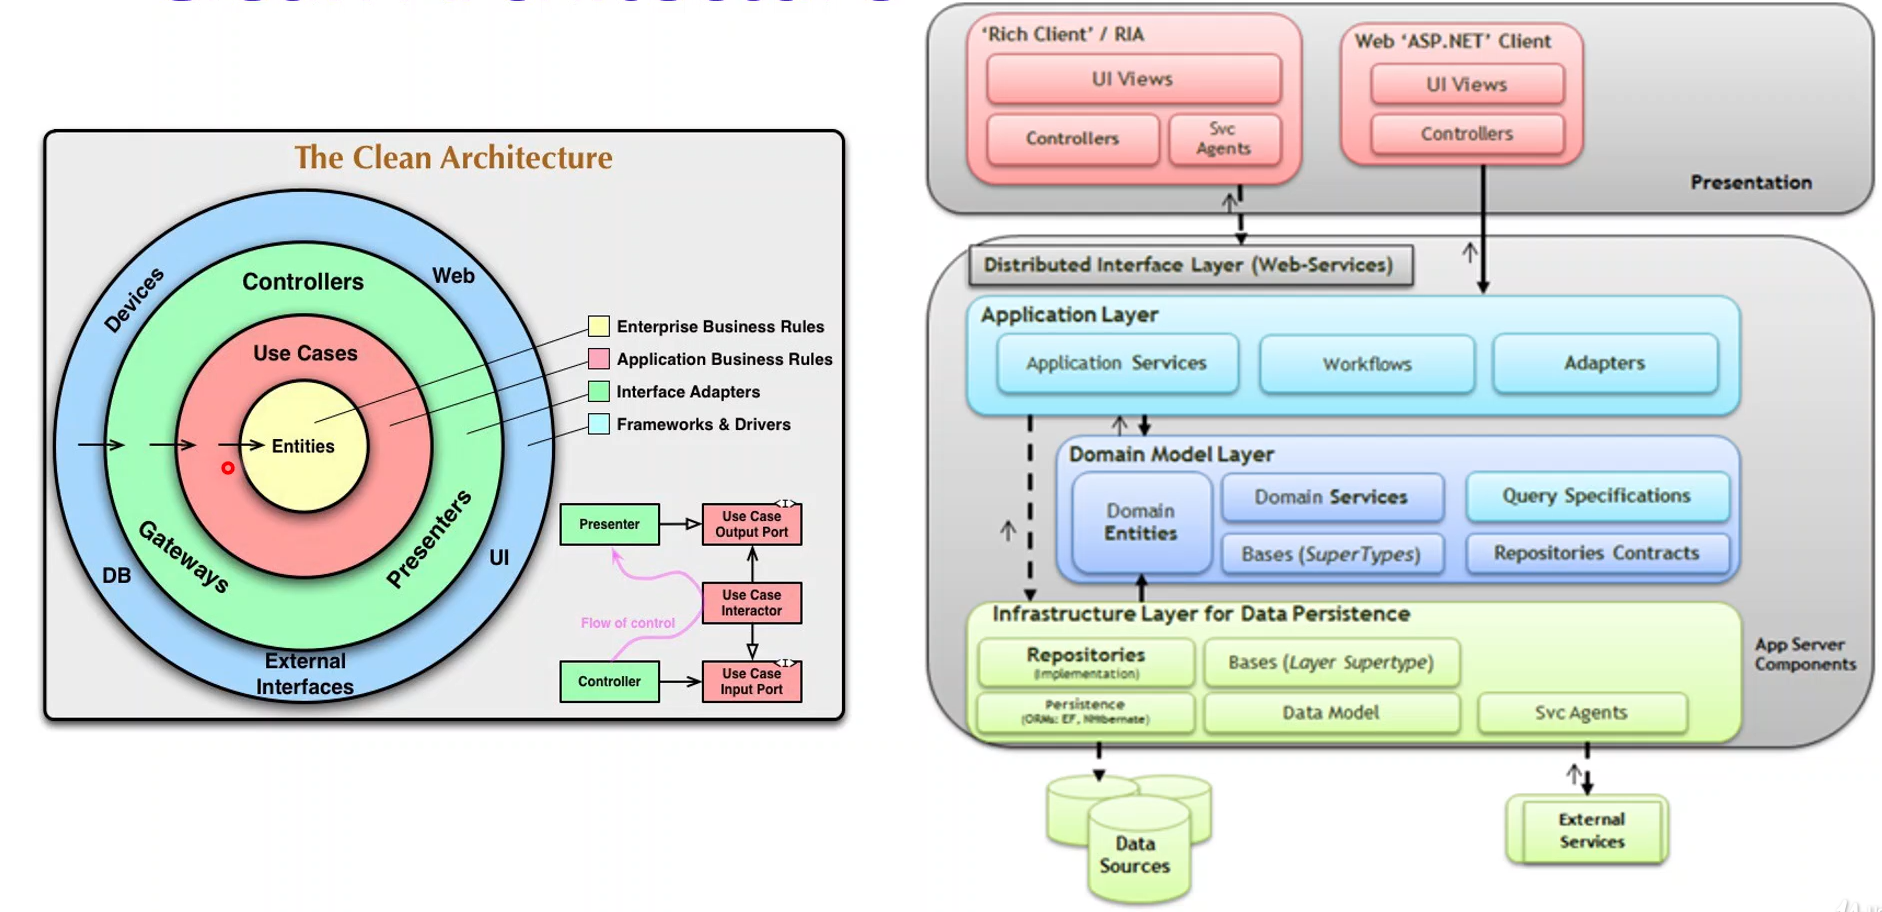 The Clean Architecture
Devices
Controllers
Web
Use Cases
Entities
Gateways
Presenters
DB
UI
External
Interfaces
Enterprise Business Rules
Application Business Rules
Interface Adapters
Frameworks & Drivers
Presenter
<I>
Use Case
Output Port
Use Case
Interactor
Flow of control
Controller
<I>
Use Case
Input Port
‘Rich Client’ / RIA
UI Views
Controllers
Svc
Agents
Web ‘ASP.NET’ Client
UI Views
Controllers
Presentation
Distributed Interface Layer (Web-Services)
Application Layer
Application Services
Workflows
Adapters
Domain Model Layer
Domain
Entities
Domain Services
Query Specifications
Bases (SuperTypes)
Repositories Contracts
Infrastructure Layer for Data Persistence
Repositories
(Implementation)
Bases (Layer Supertype)
Persistence
(ORMs: EF, NHibernate)
Data Model
Svc Agents
App Server
Components
Data
Sources
External
Services